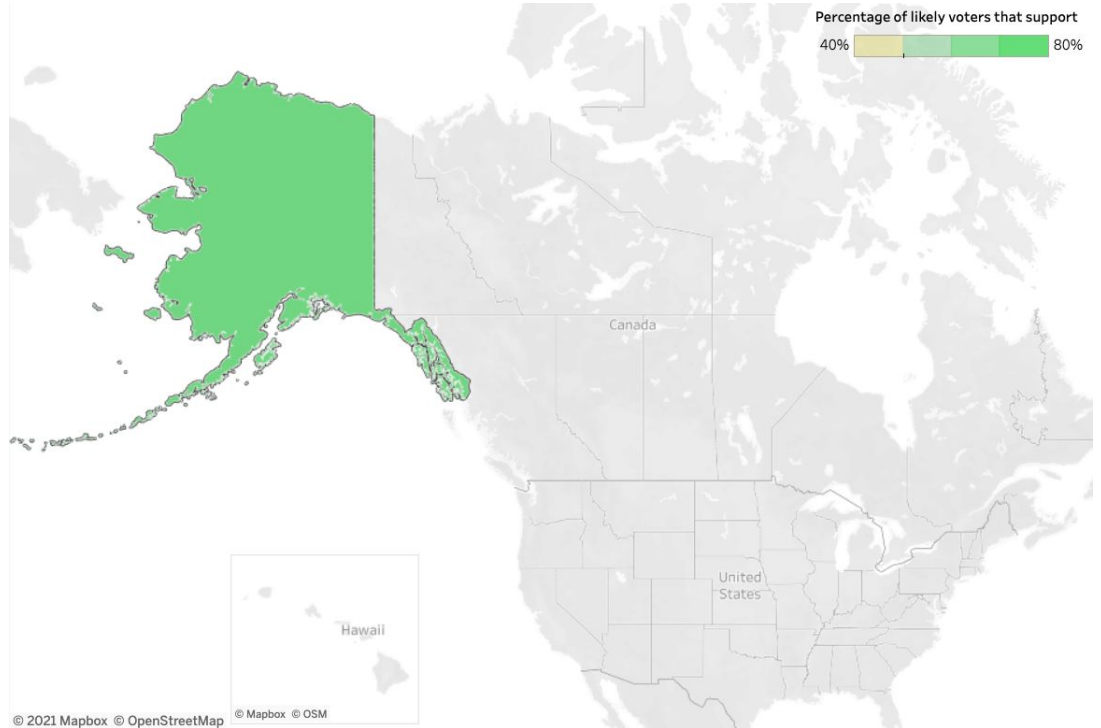 Percentage of likely voters that support
40% 80%
Canada
United
States
Hawaii
© Mapbox © OSM
© 2021 Mapbox © OpenStreetMap